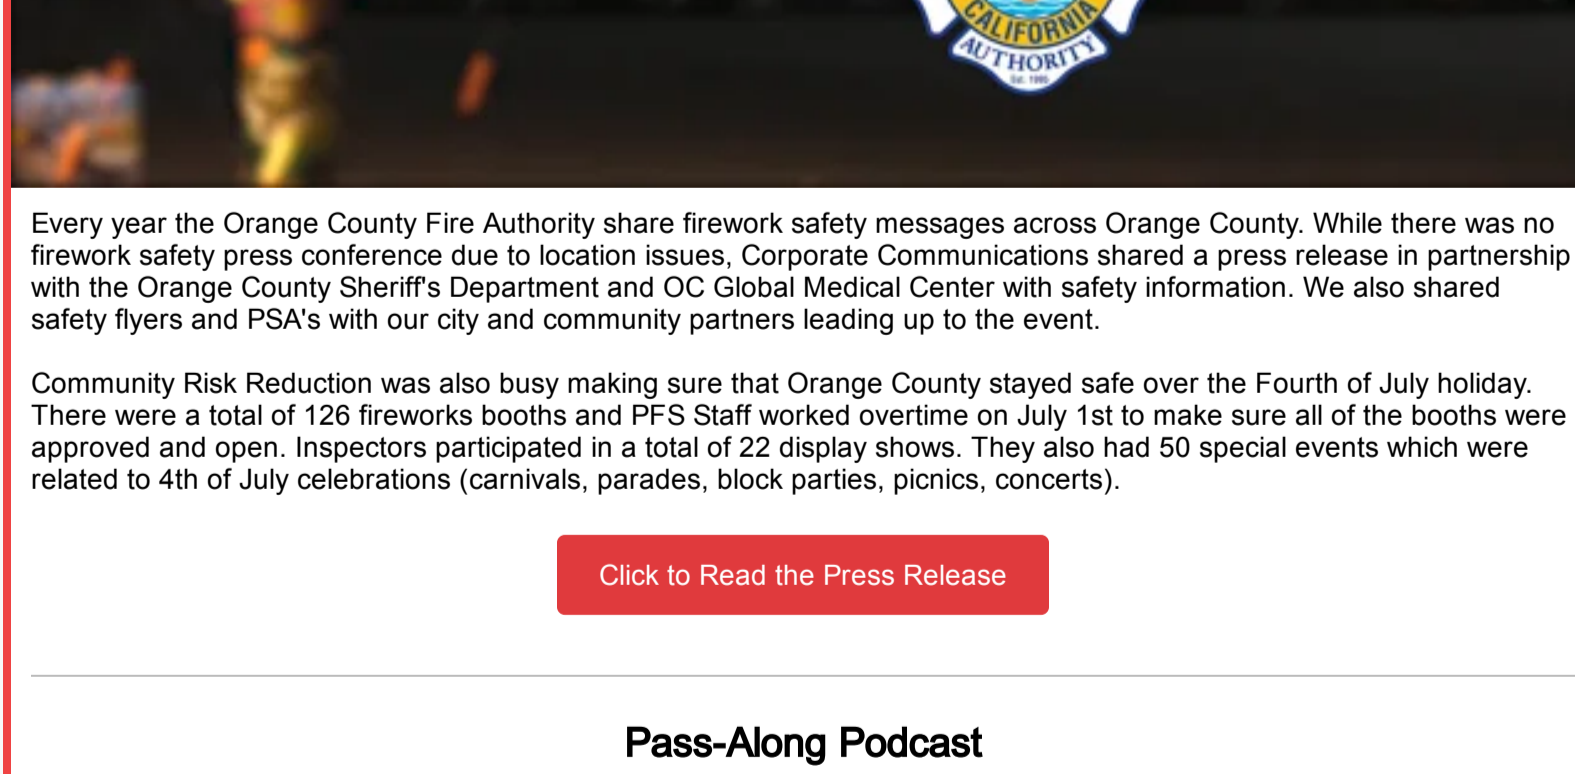 CALIFORNIA
AUTHORITY
Est. 1995
Every year the Orange County Fire Authority share firework safety messages across Orange County. While there was no
firework safety press conference due to location issues, Corporate Communications shared a press release in partnership
with the Orange County Sheriff's Department and OC Global Medical Center with safety information. We also shared
safety flyers and PSA's with our city and community partners leading up to the event.
Community Risk Reduction was also busy making sure that Orange County stayed safe over the Fourth of July holiday.
There were a total of 126 fireworks booths and PFS Staff worked overtime on July 1st to make sure all of the booths were
approved and open. Inspectors participated in a total of 22 display shows. They also had 50 special events which were
related to 4th of July celebrations (carnivals, parades, block parties, picnics, concerts).
Click to Read the Press Release
Pass-Along Podcast